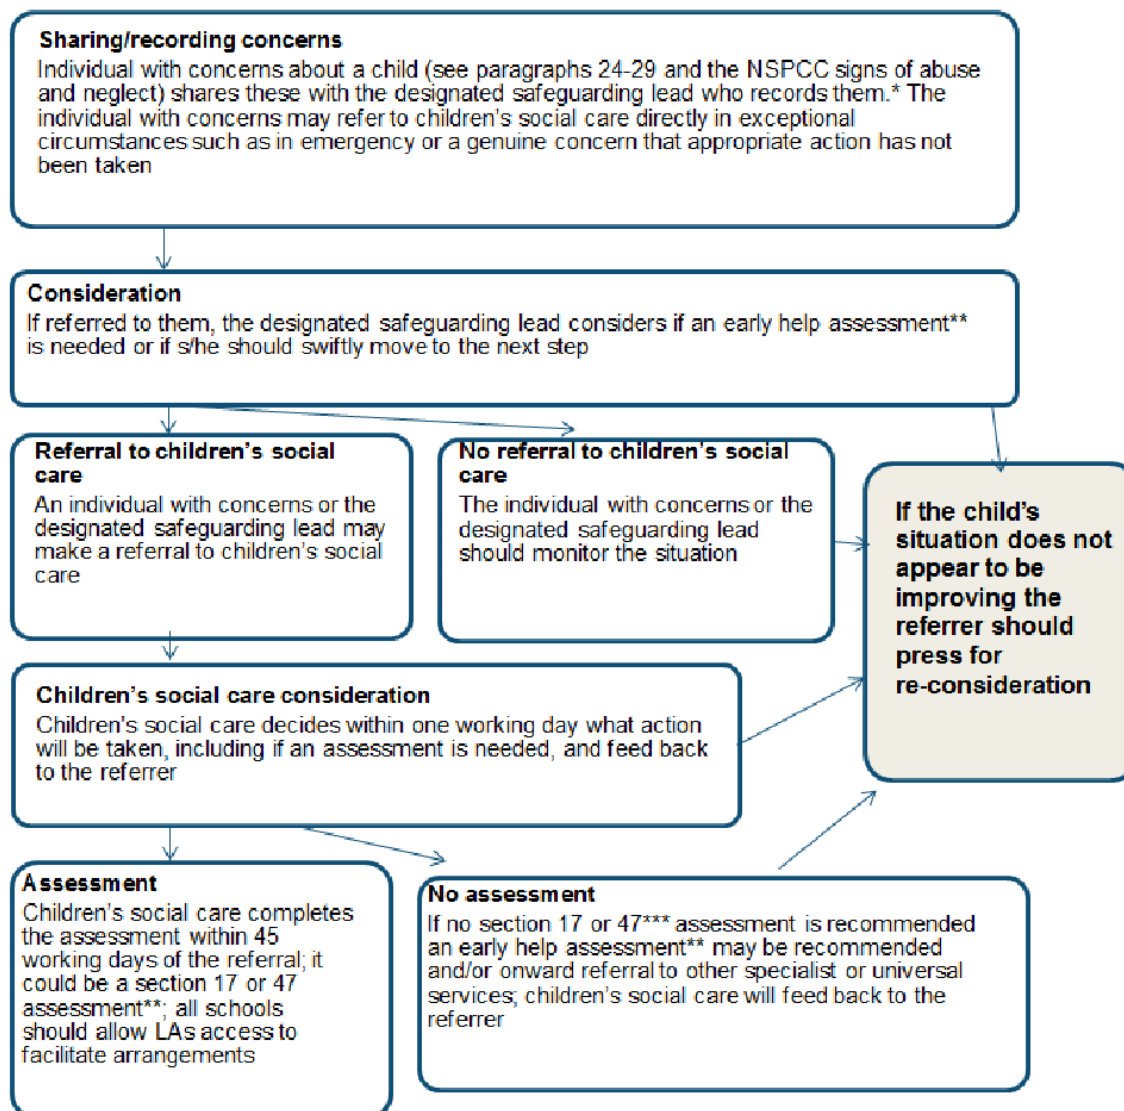 Sharing/recording concerns
Individual with concerns about a child (see paragraphs 24-29 and the NSPCC signs of abuse
and neglect) shares these with the designated safeguarding lead who records them.* The
individual with concerns may refer to children's social care directly in exceptional
circumstances such as in emergency or a genuine concern that appropriate action has not
been taken
Consideration
If referred to them, the designated safeguarding lead considers if an early help assessment**
is needed or if s/he should swiftly move to the next step
Referral to children's social
care
An individual with concerns or the
designated safeguarding lead may
make a referral to children's social
care
No referral to children's social
care
The individual with concerns or the
designated safeguarding lead
should monitor the situation
If the child's
situation does not
appear to be
improving the
referrer should
press for
re-consideration
Children's social care consideration
Children's social care decides within one working day what action
will be taken, including if an assessment is needed, and feed back
to the referrer
Assessment
Children's social care completes
the assessment within 45
working days of the referral; it
could be a section 17 or 47
assessment**; all schools
should allow LAs access to
facilitate arrangements
No assessment
If no section 17 or 47*** assessment is recommended
an early help assessment** may be recommended
and/or onward referral to other specialist or universal
services; children's social care will feed back to the
referrer